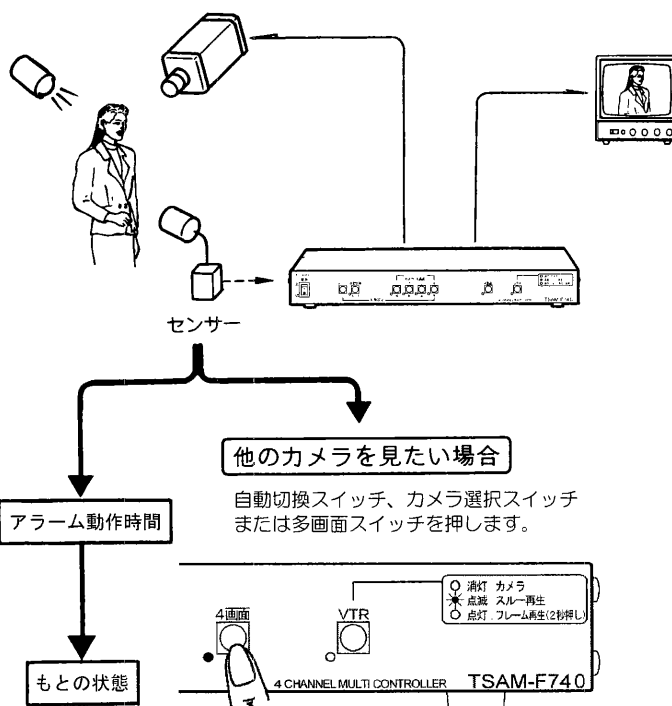 センサー
他のカメラを見たい場合
自動切換スイッチ、カメラ選択スイッチ
または多画面スイッチを押します。
アラーム動作時間
もとの状態
4画面
VTR
消灯 カメラ
点滅 スルー再生
点灯 フレーム再生(2秒押し)
4 CHANNEL MULTI CONTROLLER
TSAM-F740